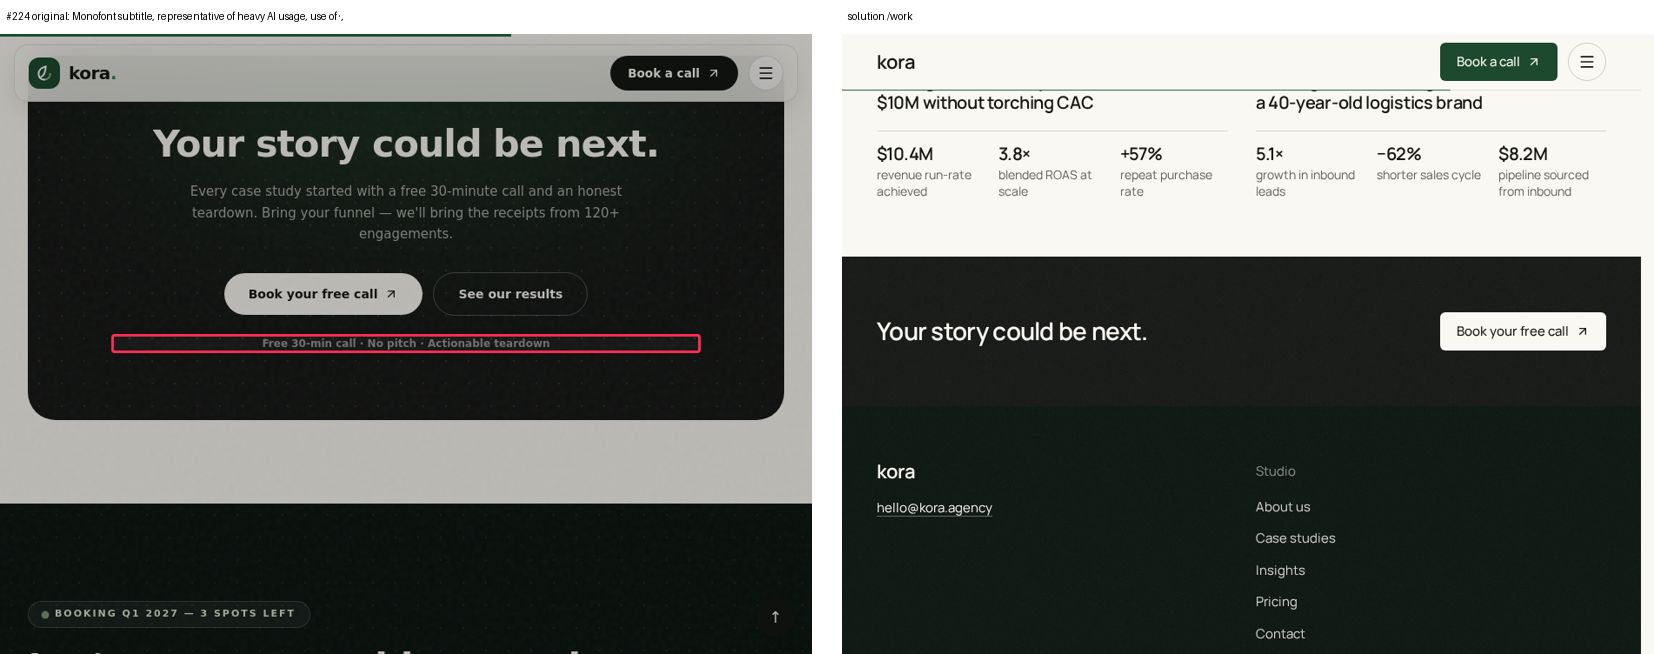 #224 original: Monofont subtitle, representative of heavy AI usage, use of ·,
kora.
Book a call
Your story could be next.
Every case study started with a free 30-minute call and an honest
teardown. Bring your funnel — we'll bring the receipts from 120+
engagements.
Book your free call
See our results
Free 30-min call · No pitch · Actionable teardown
BOOKING Q1 2027 — 3 SPOTS LEFT
solution /work
kora
Book a call
$10M without torching CAC
a 40-year-old logistics brand
$10.4M
revenue run-rate
achieved
3.8×
blended ROAS at
scale
+57%
repeat purchase
rate
5.1×
growth in inbound
leads
−62%
shorter sales cycle
$8.2M
pipeline sourced
from inbound
Your story could be next.
Book your free call
kora
hello@kora.agency
Studio
About us
Case studies
Insights
Pricing
Contact